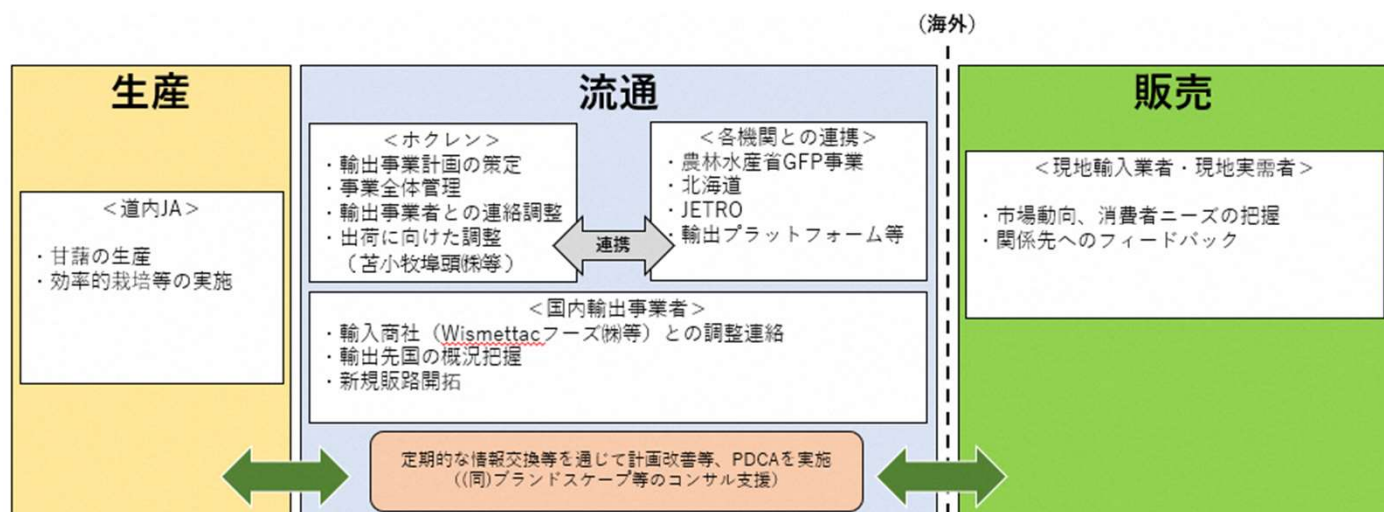 （海外）
生産
＜道内JA＞
・甘藷の生産
・効率的栽培等の実施
流通
＜ホクレン＞
・輸出事業計画の策定
・事業全体管理
・輸出事業者との連絡調整
・出荷に向けた調整
（苫小牧埠頭㈱等）
連携
＜各機関との連携＞
・農林水産省GFP事業
・北海道
・JETRO
・輸出プラットフォーム等
＜国内輸出事業者＞
・輸入商社（Wismettacフーズ㈱等）との調整連絡
・輸出先国の概況把握
・新規販路開拓
定期的な情報交換等を通じて計画改善等、PDCAを実施
((同)ブランドスケープ等のコンサル支援)
販売
＜現地輸入業者・現地実需者＞
・市場動向、消費者ニーズの把握
・関係先へのフィードバック